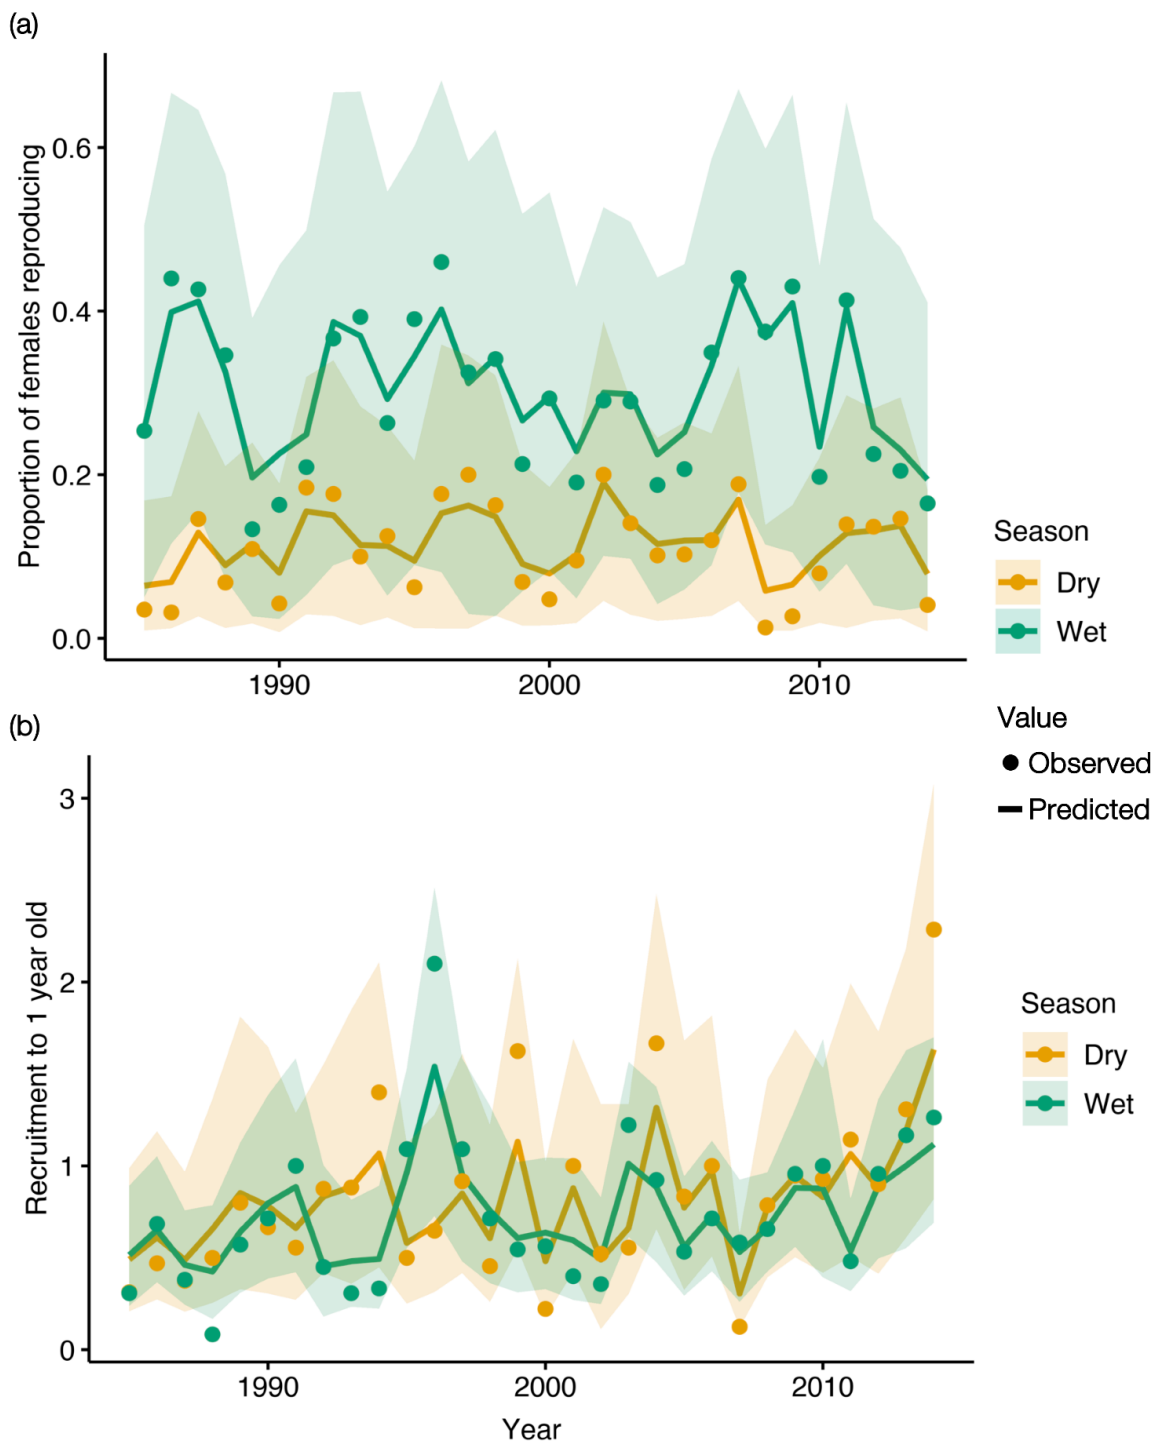 (a)
Proportion of females reproducing
0.6
0.4
0.2
0.0
1990 2000 2010
Season
Dry
Wet
Value
Observed
Predicted
(b)
Recruitment to 1 year old
3
2
1
0
1990 2000 2010
Year
Season
Dry
Wet